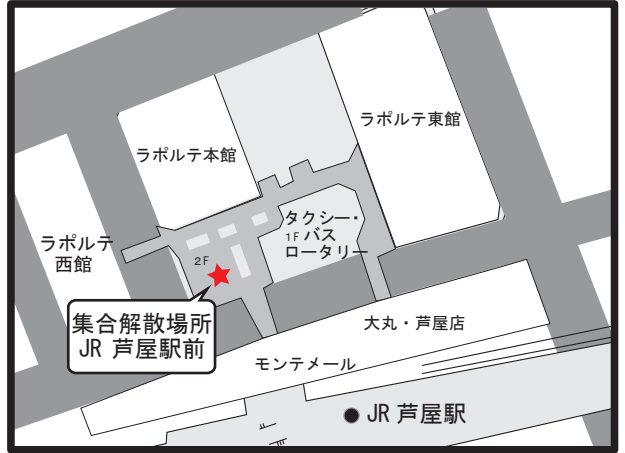 ラポルテ東館
ラポルテ本館
タクシー・
1F バス
ロータリー
ラポルテ
西館
2F
集合解散場所
JR 芦屋駅前
大丸・芦屋店
モンテメール
JR 芦屋駅